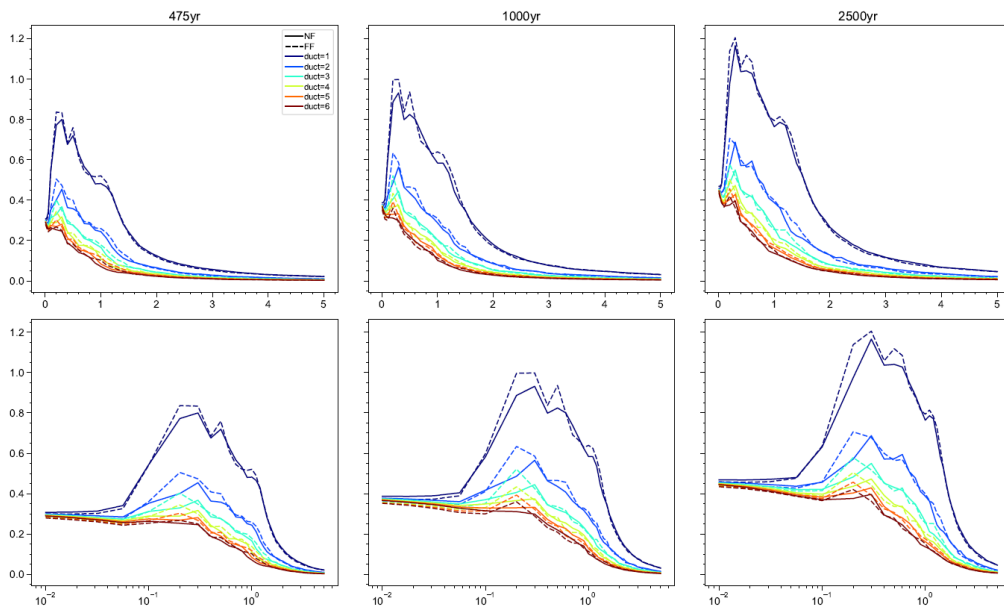 475yr
1000yr
2500yr
1.2
1.0
0.8
0.6
0.4
0.2
0.0
NF
FF
duct=1
duct=2
duct=3
duct=4
duct=5
duct=6
0 1 2 3 4 5
0 1 2 3 4 5
0 1 2 3 4 5
1.2
1.0
0.8
0.6
0.4
0.2
0.0
10⁻² 10⁻¹ 10⁰
10⁻² 10⁻¹ 10⁰
10⁻² 10⁻¹ 10⁰